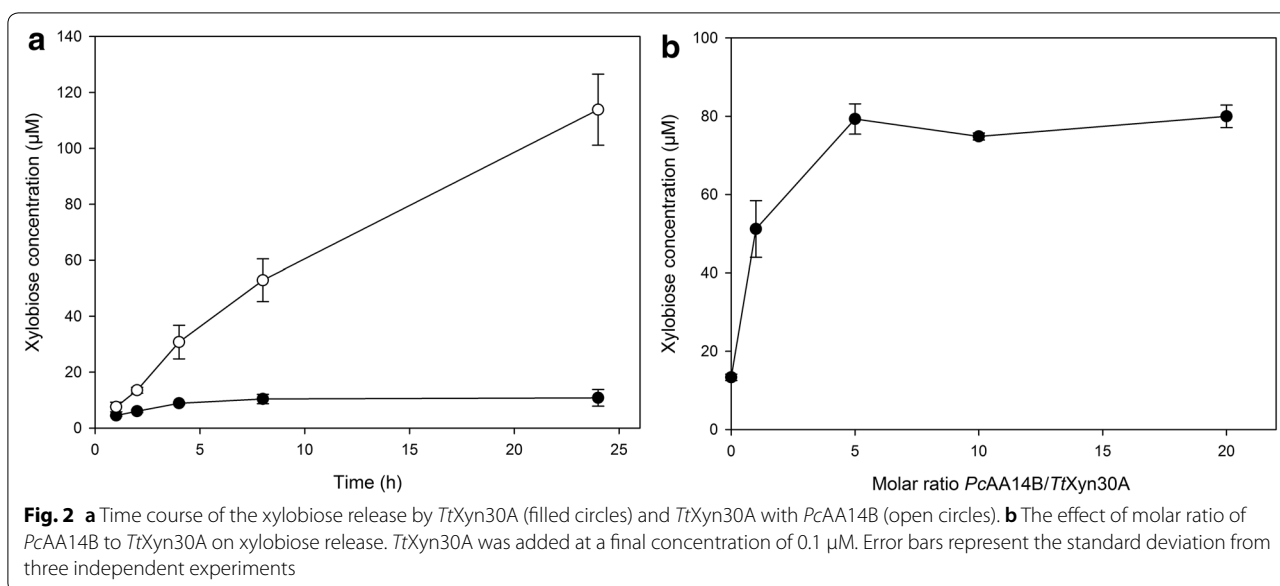 a
140
120
100
80
60
40
20
0
0 5 10 15 20 25
Xylobiose concentration (µM)
Time (h)
b
100
80
60
40
20
0
0 5 10 15 20
Xylobiose concentration (µM)
Molar ratio PcAA14B/TtXyn30A
Fig. 2 a Time course of the xylobiose release by TtXyn30A (filled circles) and TtXyn30A with PcAA14B (open circles). b The effect of molar ratio of
PcAA14B to TtXyn30A on xylobiose release. TtXyn30A was added at a final concentration of 0.1 µM. Error bars represent the standard deviation from
three independent experiments